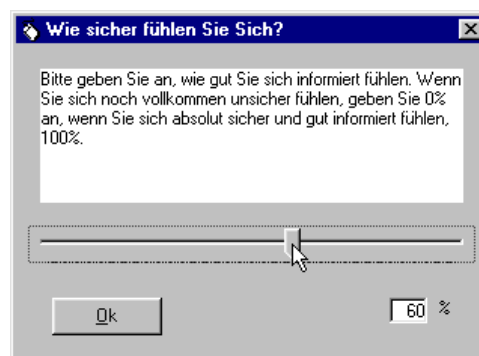 Wie sicher fühlen Sie Sich?
Bitte geben Sie an, wie gut Sie sich informiert fühlen. Wenn
Sie sich noch vollkommen unsicher fühlen, geben Sie 0%
an, wenn Sie sich absolut sicher und gut informiert fühlen,
100%.
Ok
60 %